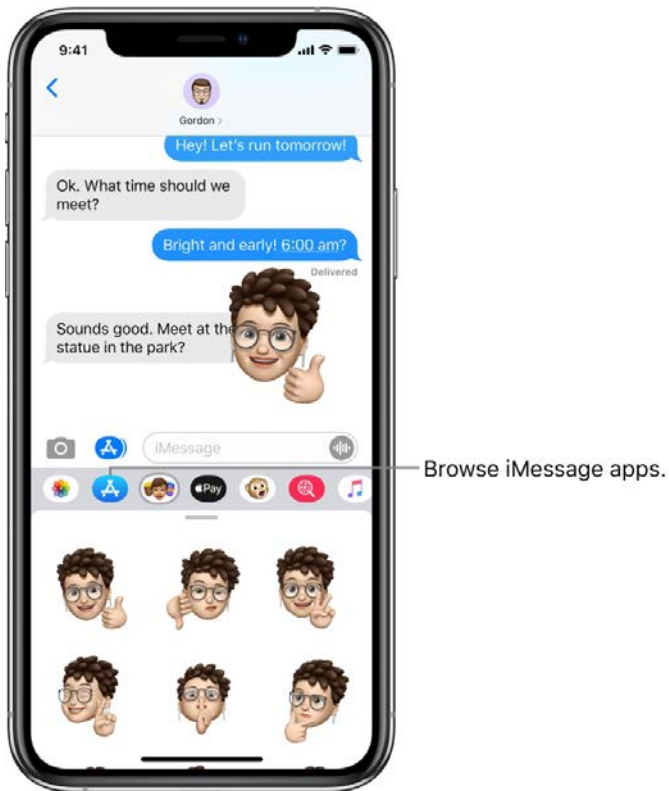 9:41
Gordon >
Hey! Let's run tomorrow!
Ok. What time should we
meet?
Bright and early! 6:00 am?
Delivered
Sounds good. Meet at the
statue in the park?
iMessage
Browse iMessage apps.
Pay